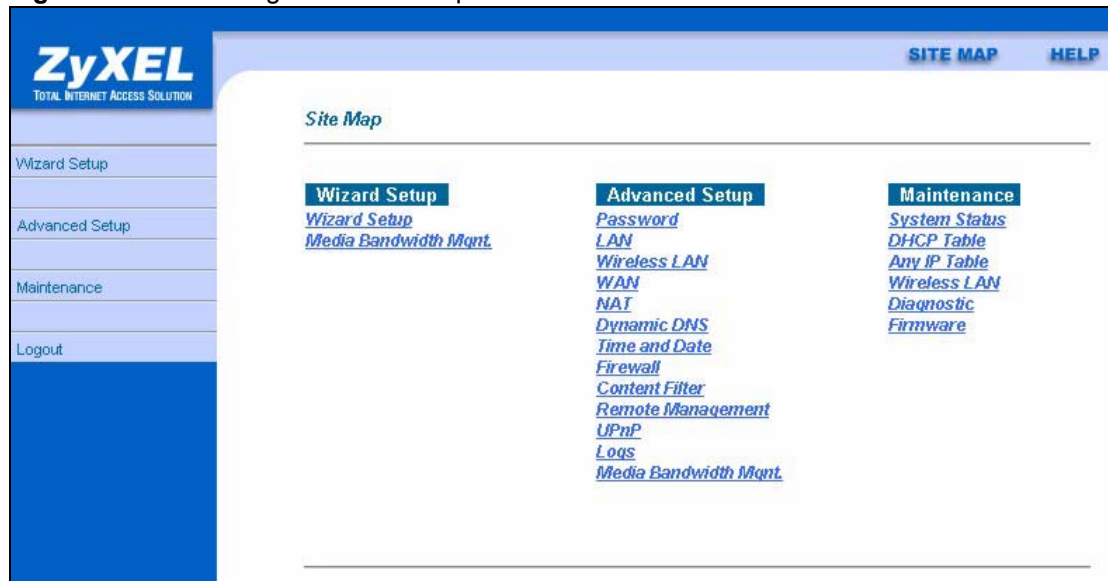 ZyXEL
TOTAL INTERNET ACCESS SOLUTION
SITE MAP HELP
Site Map
Wizard Setup
Advanced Setup
Maintenance
Logout
Wizard Setup
Wizard Setup
Media Bandwidth Mgnt.
Advanced Setup
Password
LAN
Wireless LAN
WAN
NAT
Dynamic DNS
Time and Date
Firewall
Content Filter
Remote Management
UPnP
Logs
Media Bandwidth Mgnt.
Maintenance
System Status
DHCP Table
Any IP Table
Wireless LAN
Diagnostic
Firmware